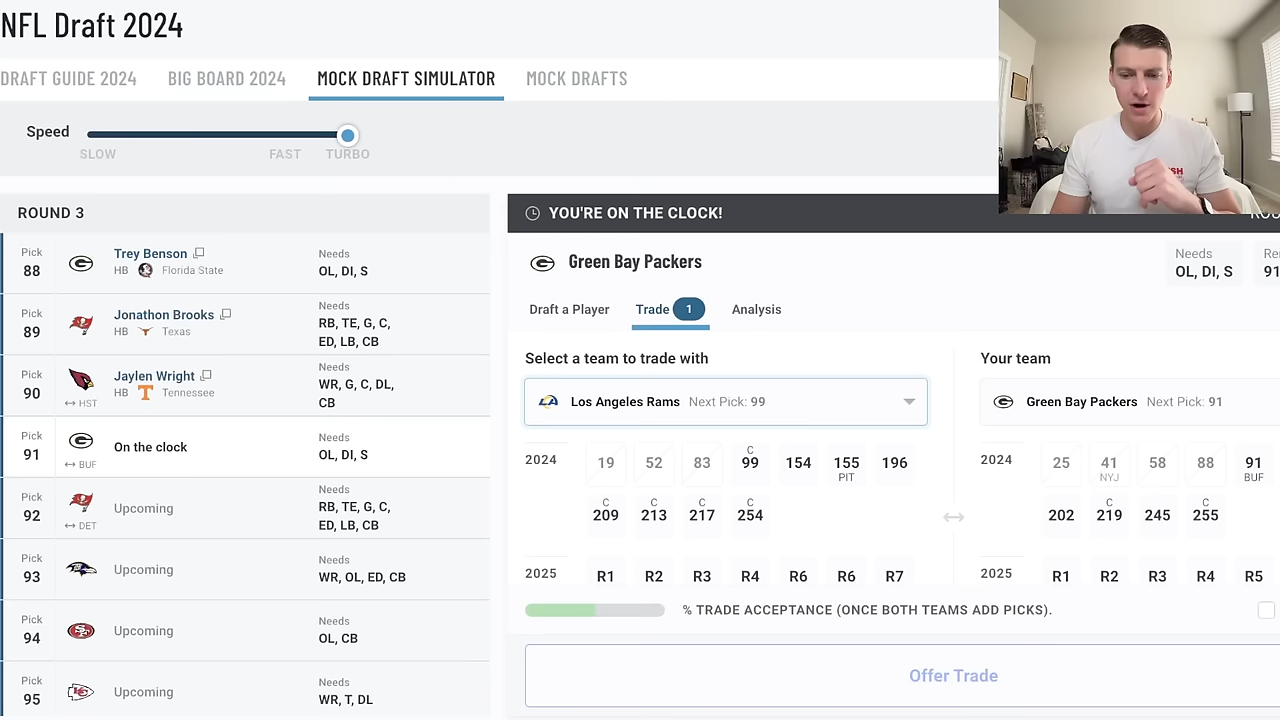 NFL Draft 2024
DRAFT GUIDE 2024 BIG BOARD 2024 MOCK DRAFT SIMULATOR MOCK DRAFTS
Speed
SLOW FAST TURBO
ROUND 3
Pick 88 Trey Benson HB Florida State Needs OL, DI, S
Pick 89 Jonathon Brooks HB Texas Needs RB, TE, G, C, ED, LB, CB
Pick 90 HST Jaylen Wright HB Tennessee Needs WR, G, C, DL, CB
Pick 91 BUF On the clock Needs OL, DI, S
Pick 92 DET Upcoming Needs RB, TE, G, C, ED, LB, CB
Pick 93 Upcoming Needs WR, OL, ED, CB
Pick 94 Upcoming Needs OL, CB
Pick 95 Upcoming Needs WR, T, DL
YOU'RE ON THE CLOCK!
Green Bay Packers
Needs
OL, DI, S
91
Draft a Player Trade 1 Analysis
Select a team to trade with
Los Angeles Rams Next Pick: 99
2024 19 52 83 C 99 154 155 PIT 196
C 209 C 213 C 217 C 254
2025 R1 R2 R3 R4 R6 R6 R7
Your team
Green Bay Packers Next Pick: 91
2024 25 41 NYJ 58 88 91 BUF
202 C 219 245 C 255
2025 R1 R2 R3 R4 R5
% TRADE ACCEPTANCE (ONCE BOTH TEAMS ADD PICKS).
Offer Trade